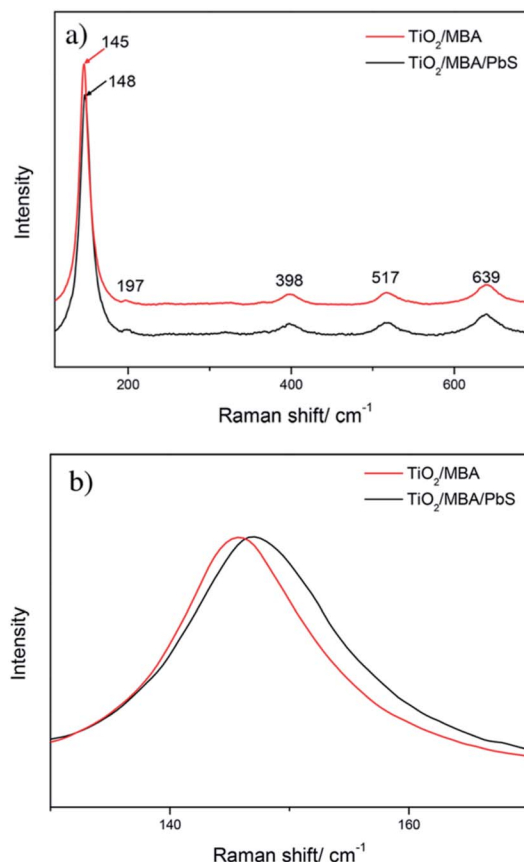 a)
145
TiO₂/MBA
148
TiO₂/MBA/PbS
Intensity
197
398
517
639
200
400
600
Raman shift/ cm⁻¹
b)
TiO₂/MBA
TiO₂/MBA/PbS
Intensity
140
160
Raman shift/ cm⁻¹